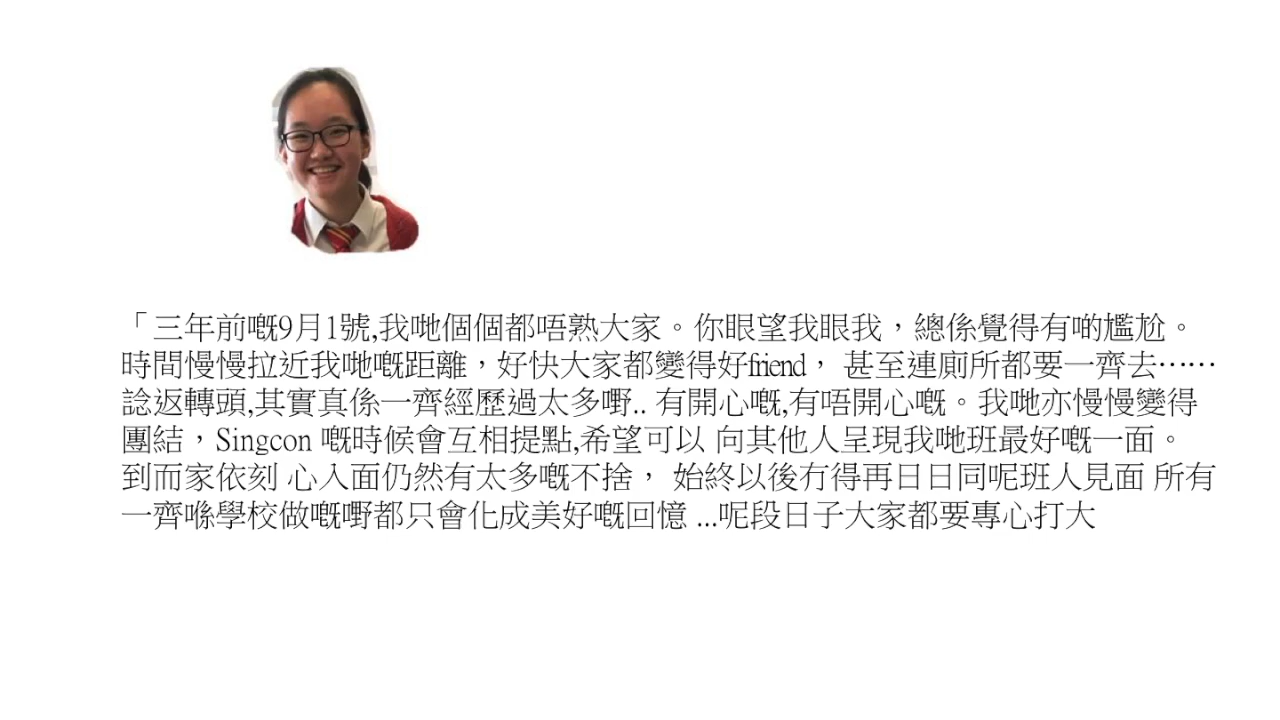 「三年前嘅9月1號,我哋個個都唔熟大家。你眼望我眼我，總係覺得有啲尷尬。
時間慢慢拉近我哋嘅距離，好快大家都變得好friend， 甚至連廁所都要一齊去……
諗返轉頭,其實真係一齊經歷過太多嘢.. 有開心嘅,有唔開心嘅。我哋亦慢慢變得
團結，Singcon 嘅時候會互相提點,希望可以 向其他人呈現我哋班最好嘅一面。
到而家依刻 心入面仍然有太多嘅不捨， 始終以後冇得再日日同呢班人見面 所有
一齊喺學校做嘅嘢都只會化成美好嘅回憶 ...呢段日子大家都要專心打大